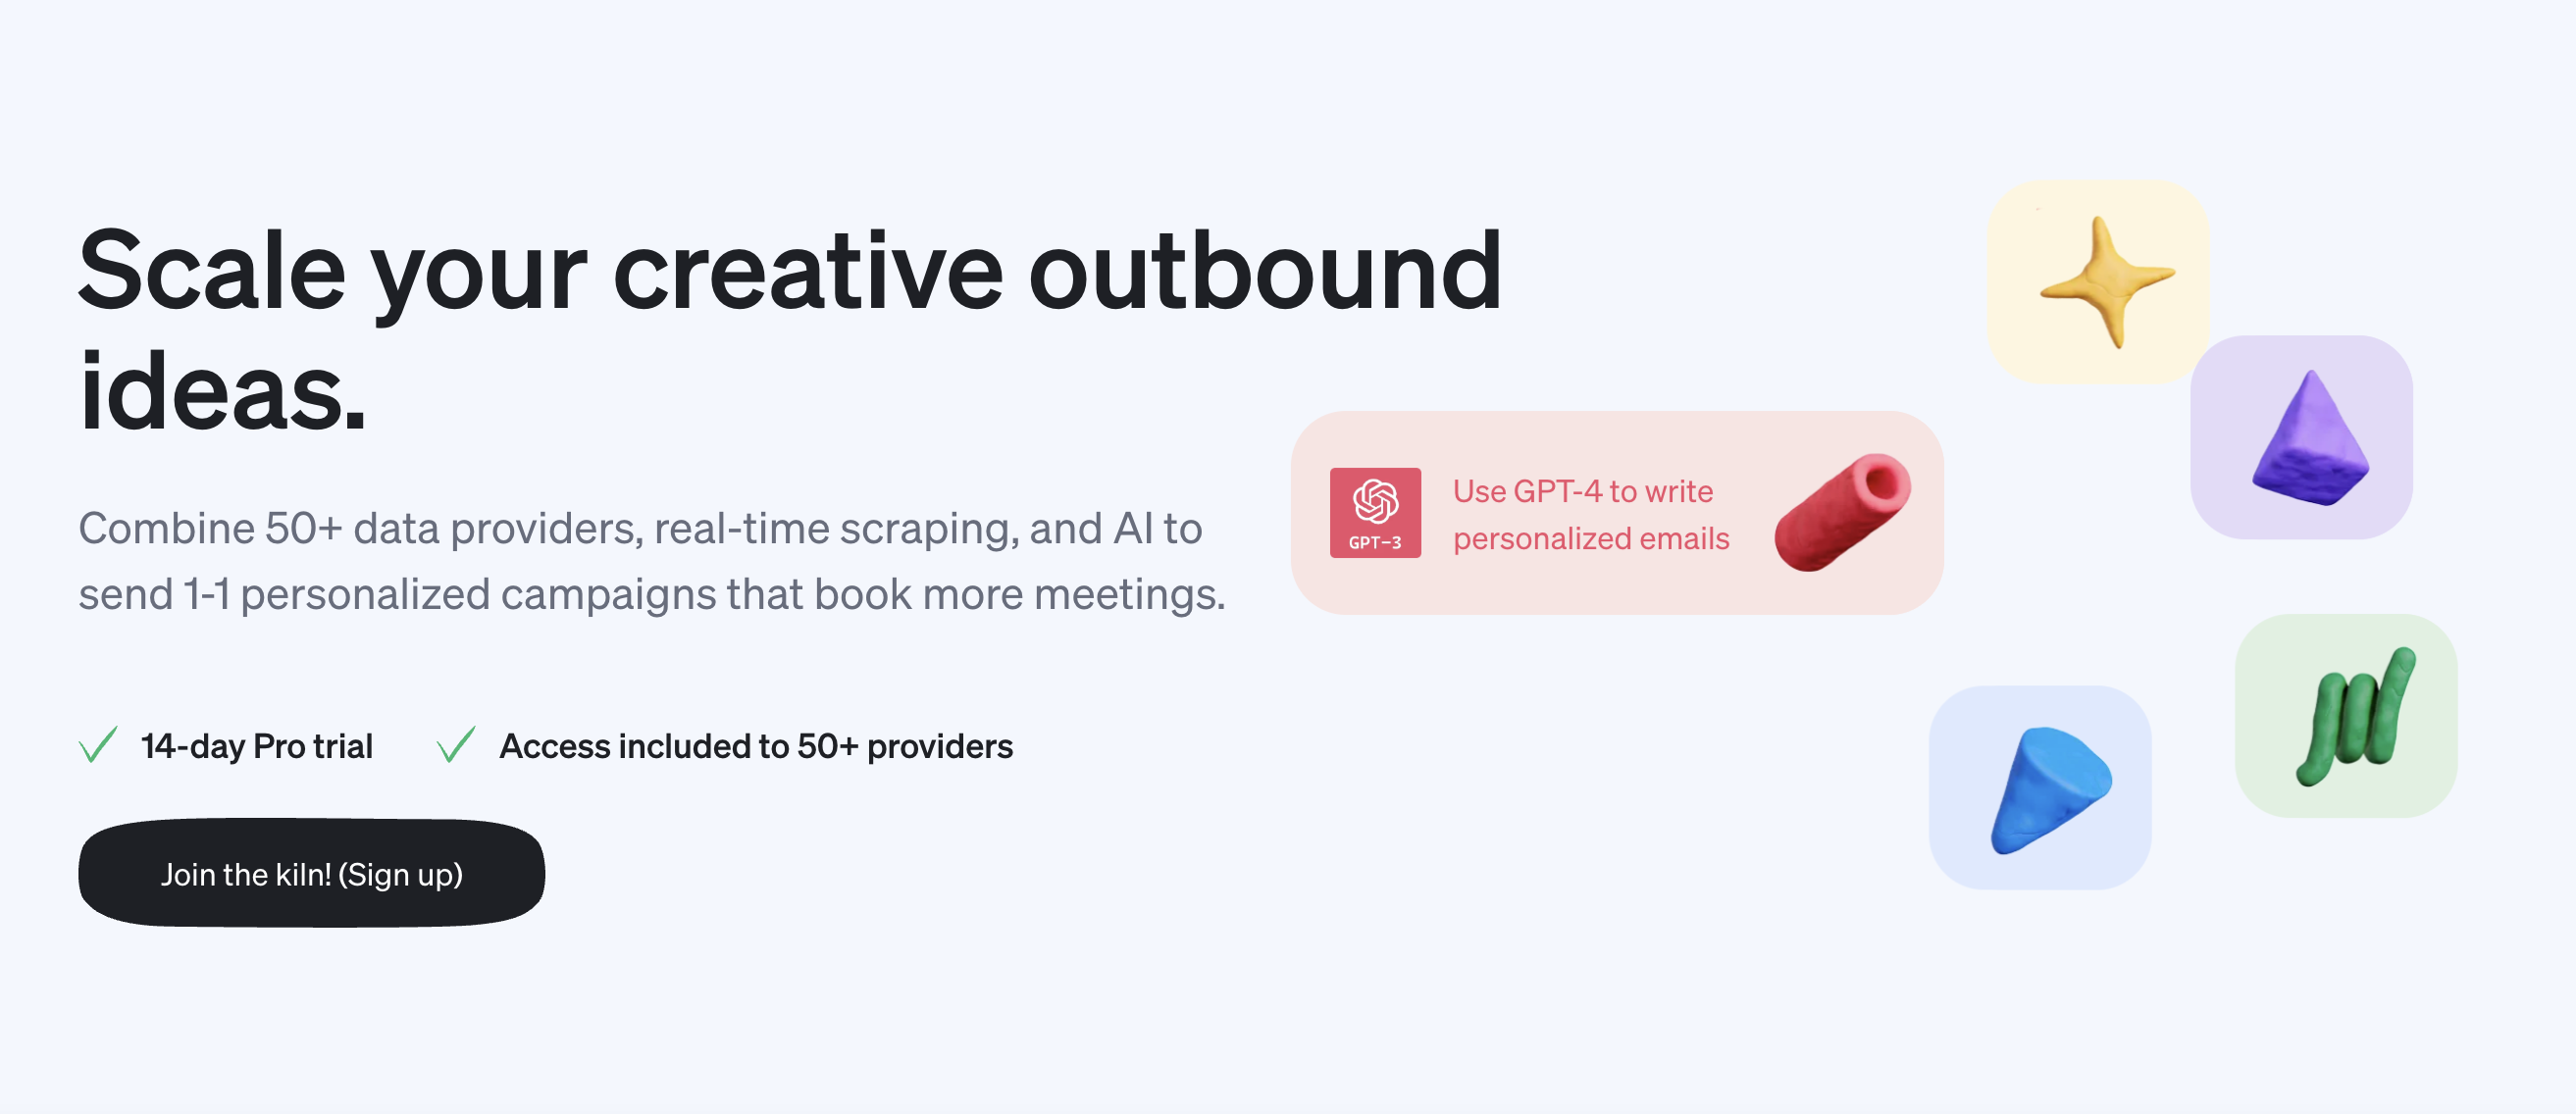 Scale your creative outbound
ideas.
Combine 50+ data providers, real-time scraping, and AI to
send 1-1 personalized campaigns that book more meetings.
14-day Pro trial
Access included to 50+ providers
Join the kiln! (Sign up)
GPT-3
Use GPT-4 to write
personalized emails